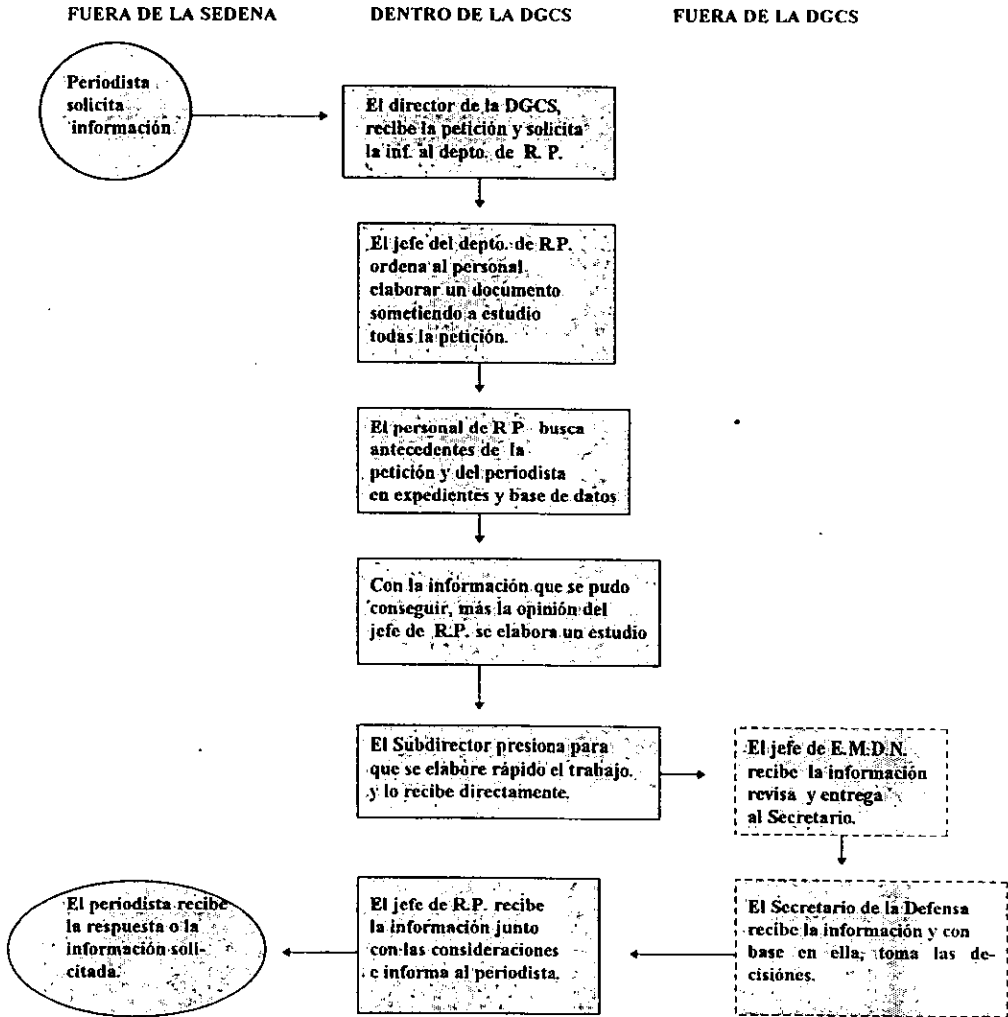 FUERA DE LA SEDENA
DENTRO DE LA DGCS
FUERA DE LA DGCS
Periodista
solicita
información
El director de la DGCS,
recibe la petición y solicita
la inf. al depto. de R. P.
El jefe del depto. de R.P.
ordena al personal
elaborar un documento
sometiendo a estudio
todas la petición.
El personal de R P busca
antecedentes de la
petición y del periodista
en expedientes y base de datos
Con la información que se pudo
conseguir, más la opinión del
jefe de R.P. se elabora un estudio
El Subdirector presiona para
que se elabore rápido el trabajo.
y lo recibe directamente.
El jefe de E.M.D.N.
recibe la información
revisa y entrega
al Secretario.
El Secretario de la Defensa
recibe la información y con
base en ella, toma las de-
cisiónes.
El jefe de R.P. recibe
la información junto
con las consideraciones
e informa al periodista.
El periodista recibe
la respuesta o la
información soli-
citada.